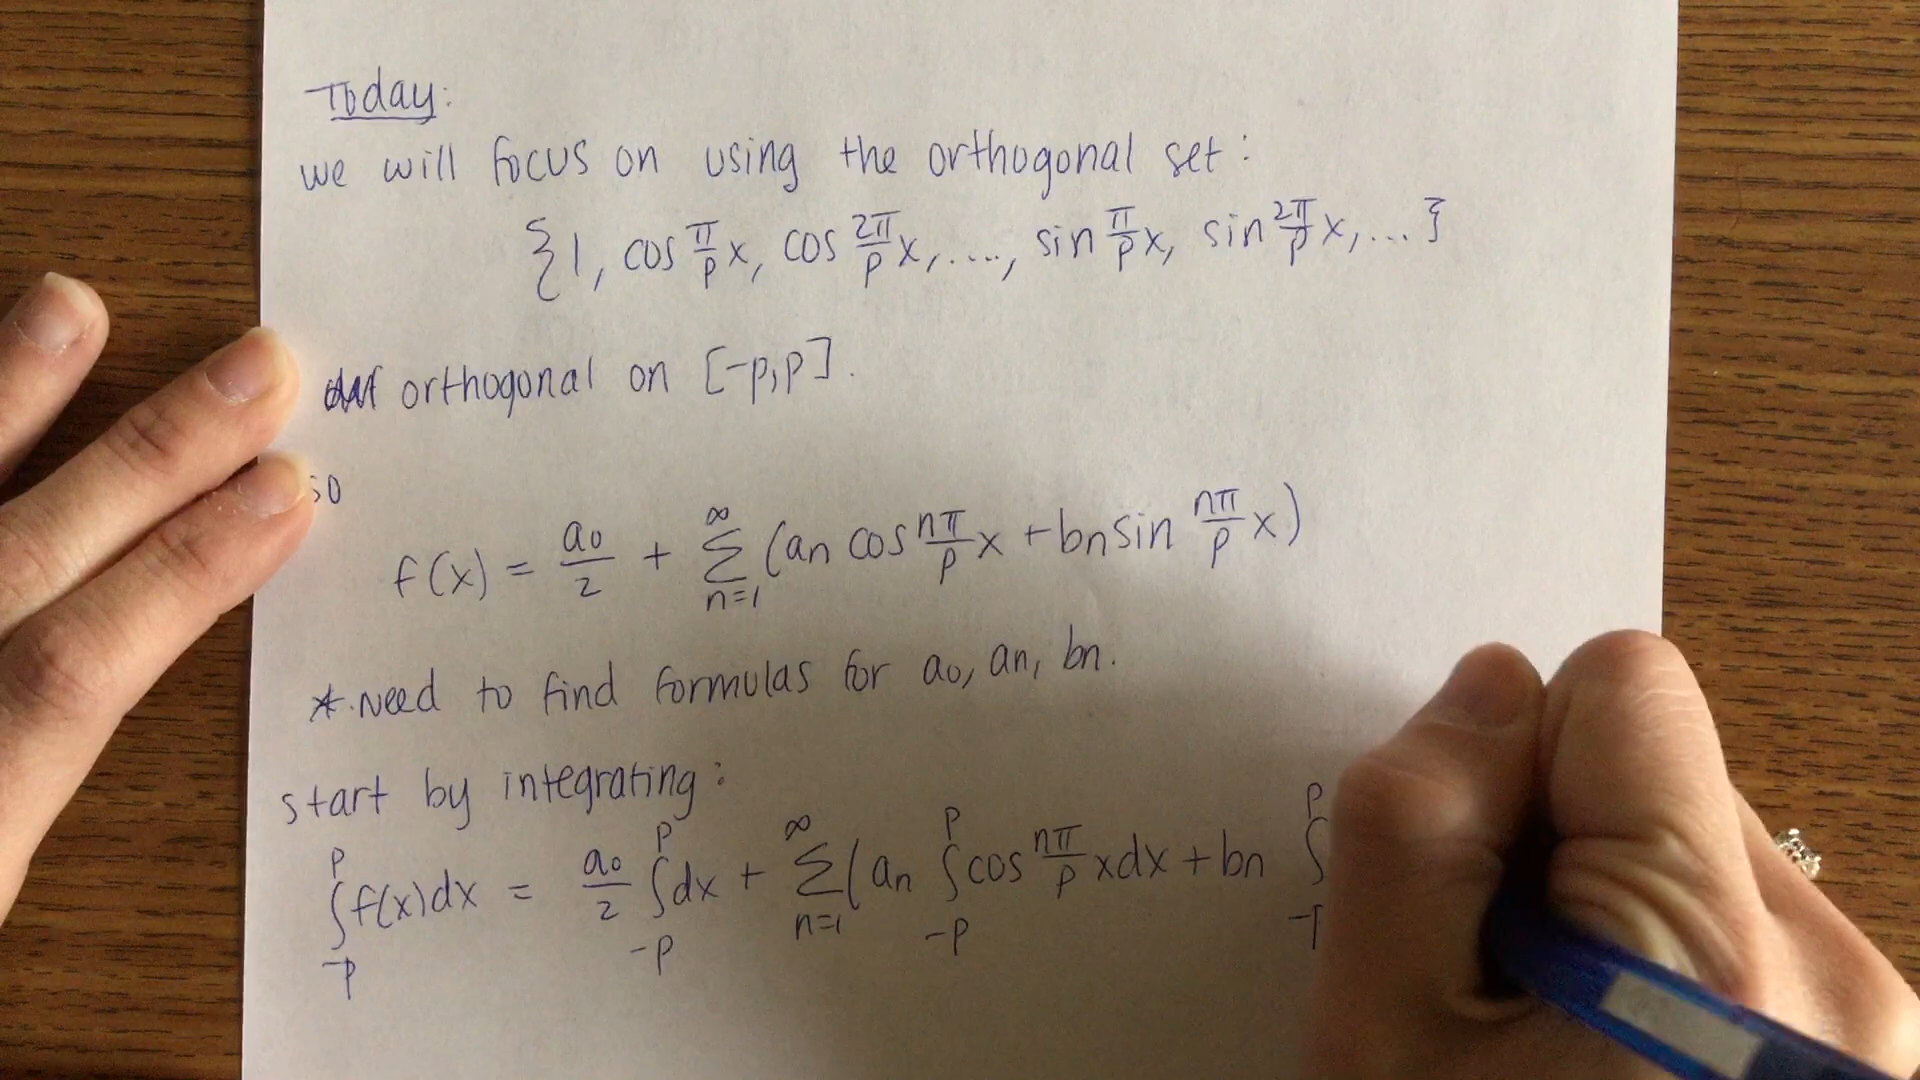 Today:
we will focus on using the orthogonal set:
{1, cos π/p x, cos 2π/p x, ...., sin π/p x, sin 2π/p x, ...}
orthogonal on [-p,p].
so
f(x) = a0/2 + ∞ Σ n=1 (an cos nπ/p x + bn sin nπ/p x)
* need to find formulas for a0, an, bn.
start by integrating:
p ∫ -p f(x)dx = a0/2 p ∫ -p dx + ∞ Σ n=1 (an p ∫ -p cos nπ/p x dx + bn p ∫ -p